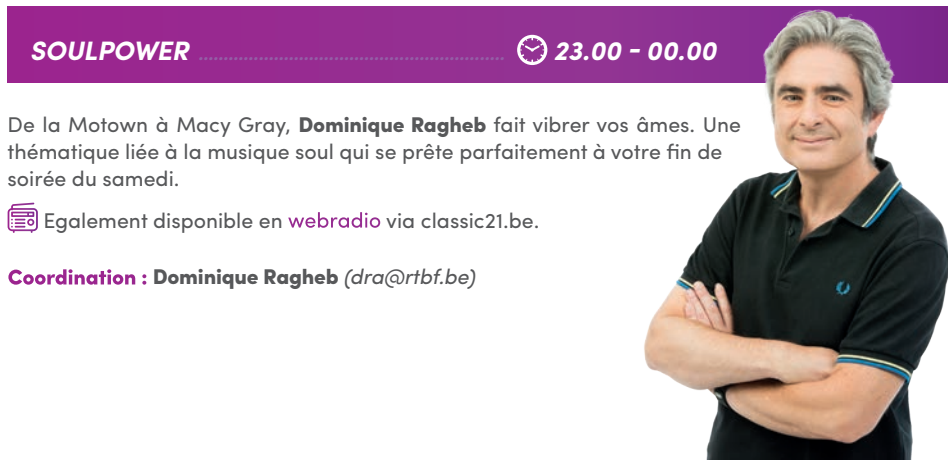 SOULPOWER ........................................................ 23.00 - 00.00
De la Motown à Macy Gray, Dominique Ragheb fait vibrer vos âmes. Une
thématique liée à la musique soul qui se prête parfaitement à votre fin de
soirée du samedi.
Egalement disponible en webradio via classic21.be.
Coordination : Dominique Ragheb (dra@rtbf.be)